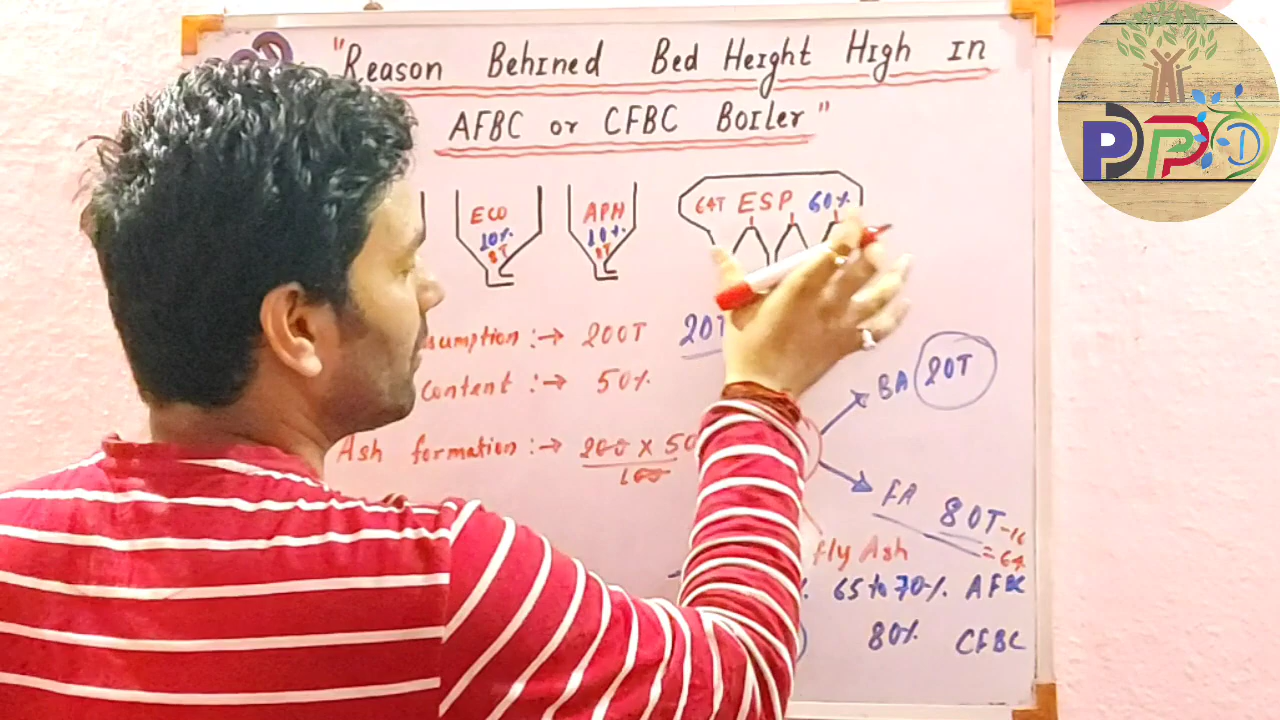 "Reason Behined Bed Height High In
AFBC or CFBC Boiler"
ECO
10%
8T
APH
10%
8T
64T ESP 60%
sumption :→ 200T
20T
Content :→ 50%
Ash formation :→ 200 X 50
100
BA 20T
FA 80T -16
= 64
fly Ash
65 to 70% AFBC
80% CFBC
PPD